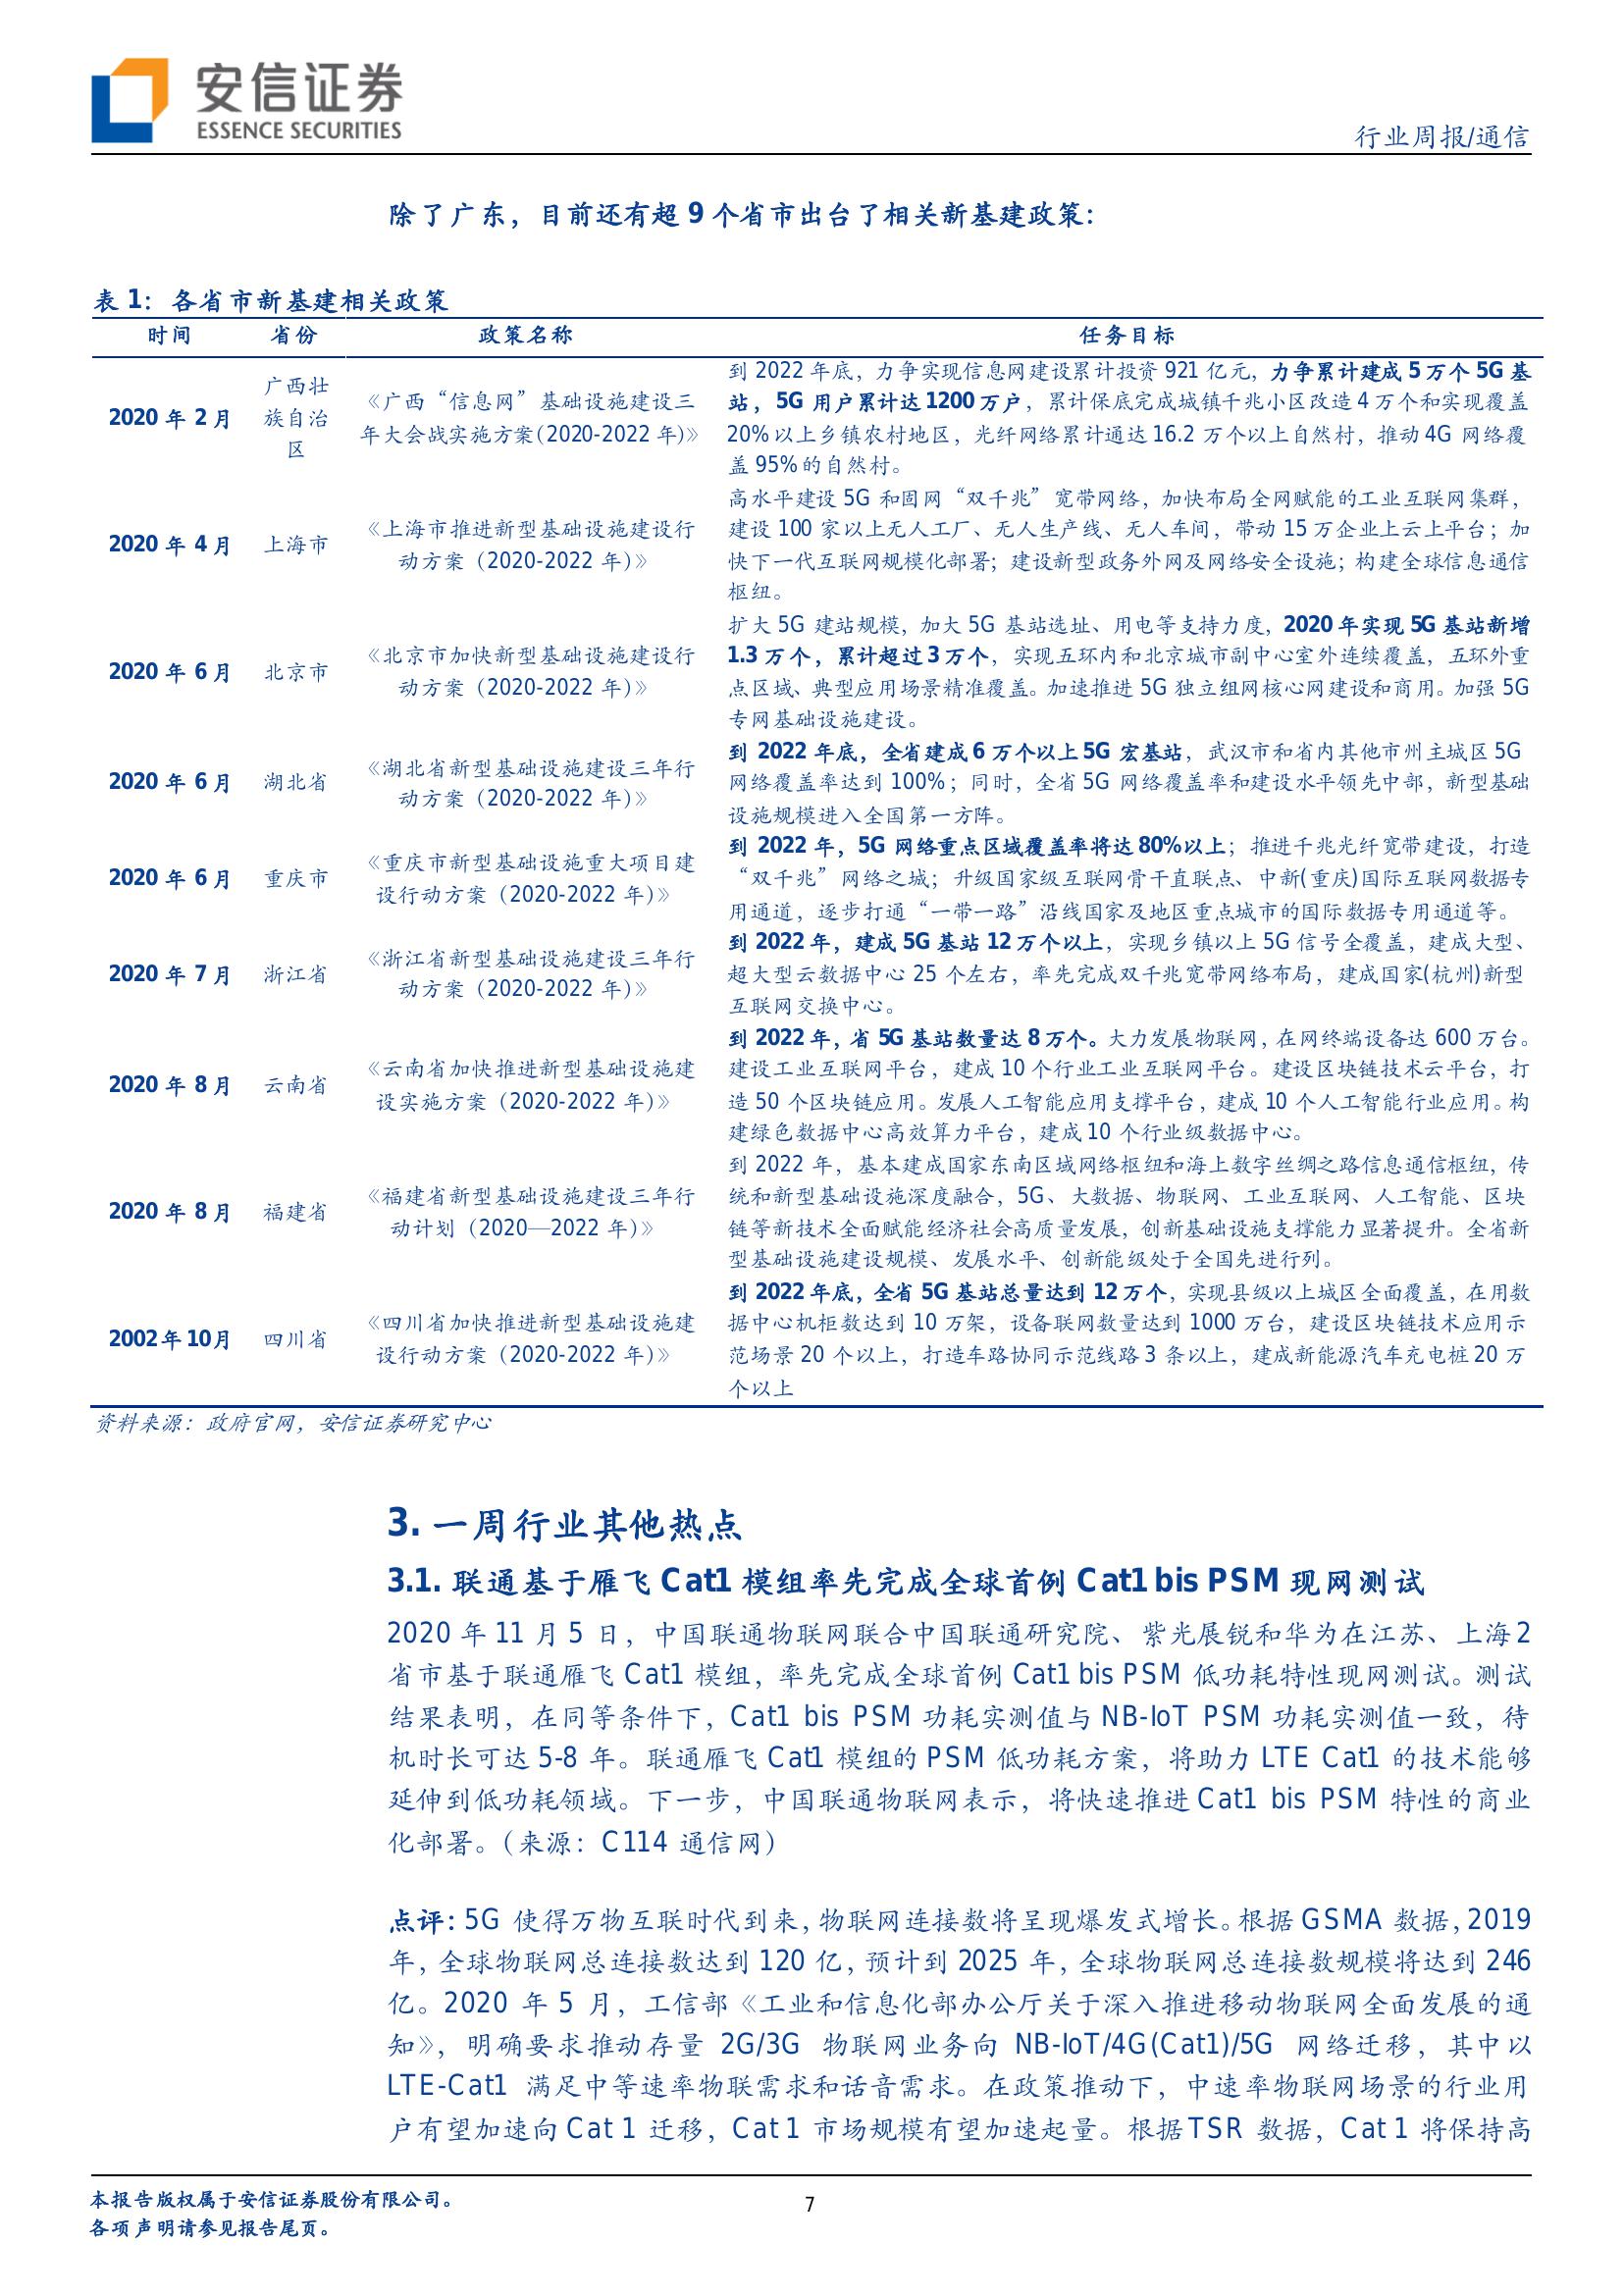 安信证券
ESSENCE SECURITIES
行业周报/通信
除了广东，目前还有超 9 个省市出台了相关新基建政策：
表 1：各省市新基建相关政策
时间 省份 政策名称 任务目标
2020 年 2 月
广西壮
族自治
区
《广西“信息网”基础设施建设三
年大会战实施方案(2020-2022 年)》
到 2022 年底，力争实现信息网建设累计投资 921 亿元，力争累计建成 5 万个 5G 基
站，5G 用户累计达 1200 万户，累计保底完成城镇千兆小区改造 4 万个和实现覆盖
20%以上乡镇农村地区，光纤网络累计通达 16.2 万个以上自然村，推动 4G 网络覆
盖 95%的自然村。
2020 年 4 月
上海市
《上海市推进新型基础设施建设行
动方案（2020-2022 年)》
高水平建设 5G 和固网“双千兆”宽带网络，加快布局全网赋能的工业互联网集群，
建设 100 家以上无人工厂、无人生产线、无人车间，带动 15 万企业上云上平台；加
快下一代互联网规模化部署；建设新型政务外网及网络安全设施；构建全球信息通信
枢纽。
2020 年 6 月
北京市
《北京市加快新型基础设施建设行
动方案（2020-2022 年)》
扩大 5G 建站规模，加大 5G 基站选址、用电等支持力度，2020 年实现 5G 基站新增
1.3 万个，累计超过 3 万个，实现五环内和北京城市副中心室外连续覆盖，五环外重
点区域、典型应用场景精准覆盖。加速推进 5G 独立组网核心网建设和商用。加强 5G
专网基础设施建设。
2020 年 6 月
湖北省
《湖北省新型基础设施建设三年行
动方案（2020-2022 年)》
到 2022 年底，全省建成 6 万个以上 5G 宏基站，武汉市和省内其他市州主城区 5G
网络覆盖率达到 100%；同时，全省 5G 网络覆盖率和建设水平领先中部，新型基础
设施规模进入全国第一方阵。
2020 年 6 月
重庆市
《重庆市新型基础设施重大项目建
设行动方案（2020-2022 年)》
到 2022 年，5G 网络重点区域覆盖率将达 80%以上；推进千兆光纤宽带建设，打造
“双千兆”网络之城；升级国家级互联网骨干直联点、中新(重庆)国际互联网数据专
用通道，逐步打通“一带一路”沿线国家及地区重点城市的国际数据专用通道等。
2020 年 7 月
浙江省
《浙江省新型基础设施建设三年行
动方案（2020-2022 年)》
到 2022 年，建成 5G 基站 12 万个以上，实现乡镇以上 5G 信号全覆盖，建成大型、
超大型云数据中心 25 个左右，率先完成双千兆宽带网络布局，建成国家(杭州)新型
互联网交换中心。
2020 年 8 月
云南省
《云南省加快推进新型基础设施建
设实施方案（2020-2022 年)》
到 2022 年，省 5G 基站数量达 8 万个。大力发展物联网，在网终端设备达 600 万台。
建设工业互联网平台，建成 10 个行业工业互联网平台。建设区块链技术云平台，打
造 50 个区块链应用。发展人工智能应用支撑平台，建成 10 个人工智能行业应用。构
建绿色数据中心高效算力平台，建成 10 个行业级数据中心。
2020 年 8 月
福建省
《福建省新型基础设施建设三年行
动计划（2020—2022 年)》
到 2022 年，基本建成国家东南区域网络枢纽和海上数字丝绸之路信息通信枢纽，传
统和新型基础设施深度融合，5G、大数据、物联网、工业互联网、人工智能、区块
链等新技术全面赋能经济社会高质量发展，创新基础设施支撑能力显著提升。全省新
型基础设施建设规模、发展水平、创新能级处于全国先进行列。
2002 年 10 月
四川省
《四川省加快推进新型基础设施建
设行动方案（2020-2022 年)》
到 2022 年底，全省 5G 基站总量达到 12 万个，实现县级以上城区全面覆盖，在用数
据中心机柜数达到 10 万架，设备联网数量达到 1000 万台，建设区块链技术应用示
范场景 20 个以上，打造车路协同示范线路 3 条以上，建成新能源汽车充电桩 20 万
个以上
资料来源：政府官网，安信证券研究中心
3. 一周行业其他热点
3.1. 联通基于雁飞 Cat1 模组率先完成全球首例 Cat1 bis PSM 现网测试
2020 年 11 月 5 日，中国联通物联网联合中国联通研究院、紫光展锐和华为在江苏、上海 2
省市基于联通雁飞 Cat1 模组，率先完成全球首例 Cat1 bis PSM 低功耗特性现网测试。测试
结果表明，在同等条件下，Cat1 bis PSM 功耗实测值与 NB-IoT PSM 功耗实测值一致，待
机时长可达 5-8 年。联通雁飞 Cat1 模组的 PSM 低功耗方案，将助力 LTE Cat1 的技术能够
延伸到低功耗领域。下一步，中国联通物联网表示，将快速推进 Cat1 bis PSM 特性的商业
化部署。（来源：C114 通信网）
点评：5G 使得万物互联时代到来，物联网连接数将呈现爆发式增长。根据 GSMA 数据，2019
年，全球物联网总连接数达到 120 亿，预计到 2025 年，全球物联网总连接数规模将达到 246
亿。2020 年 5 月，工信部《工业和信息化部办公厅关于深入推进移动物联网全面发展的通
知》，明确要求推动存量 2G/3G 物联网业务向 NB-IoT/4G(Cat1)/5G 网络迁移，其中以
LTE-Cat1 满足中等速率物联需求和话音需求。在政策推动下，中速率物联网场景的行业用
户有望加速向 Cat 1 迁移，Cat 1 市场规模有望加速起量。根据 TSR 数据，Cat 1 将保持高
本报告版权属于安信证券股份有限公司。
各项声明请参见报告尾页。
7